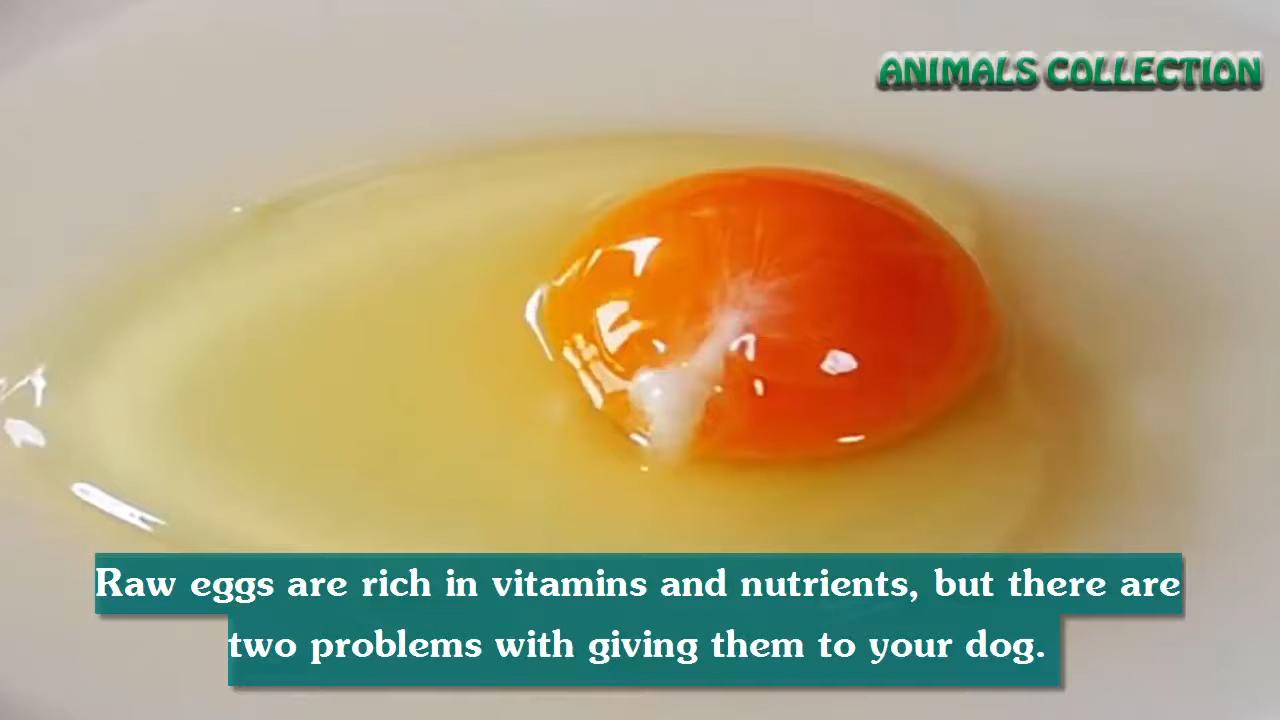 ANIMALS COLLECTION
Raw eggs are rich in vitamins and nutrients, but there are
two problems with giving them to your dog.